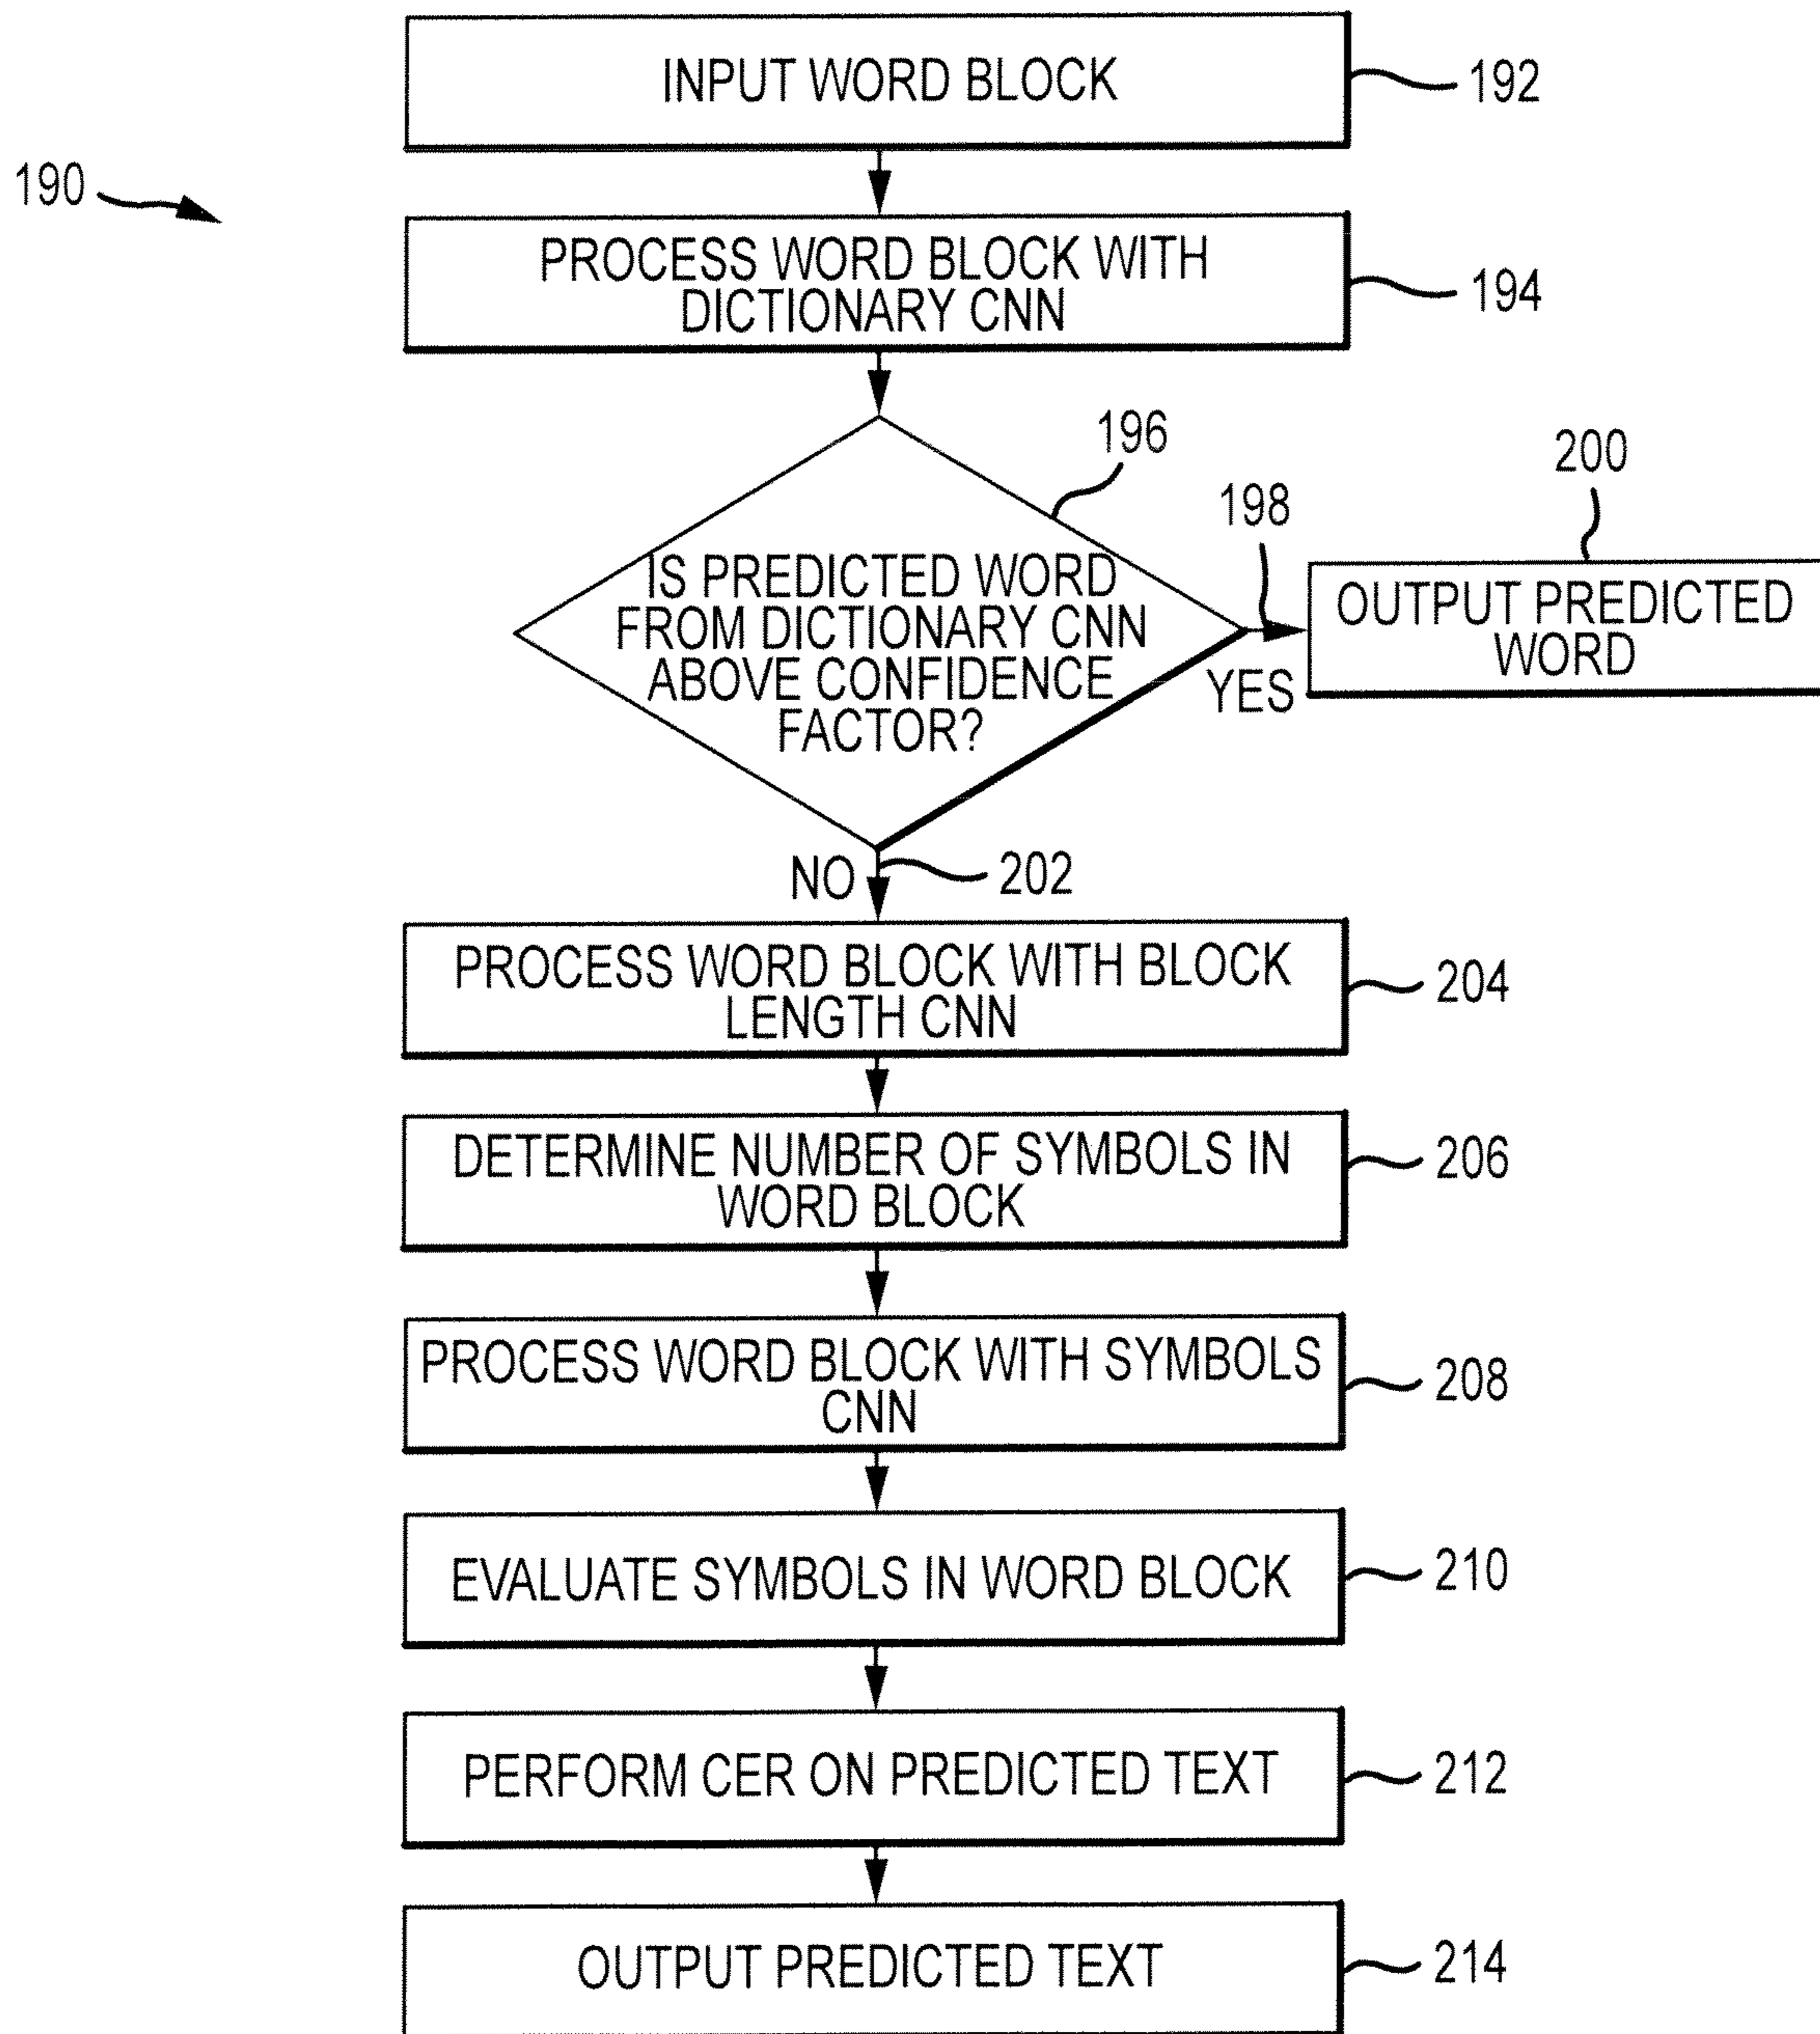 INPUT WORD BLOCK
192
190
PROCESS WORD BLOCK WITH
DICTIONARY CNN
194
196
IS PREDICTED WORD
FROM DICTIONARY CNN
ABOVE CONFIDENCE
FACTOR?
198
YES
200
OUTPUT PREDICTED
WORD
NO
202
PROCESS WORD BLOCK WITH BLOCK
LENGTH CNN
204
DETERMINE NUMBER OF SYMBOLS IN
WORD BLOCK
206
PROCESS WORD BLOCK WITH SYMBOLS
CNN
208
EVALUATE SYMBOLS IN WORD BLOCK
210
PERFORM CER ON PREDICTED TEXT
212
OUTPUT PREDICTED TEXT
214